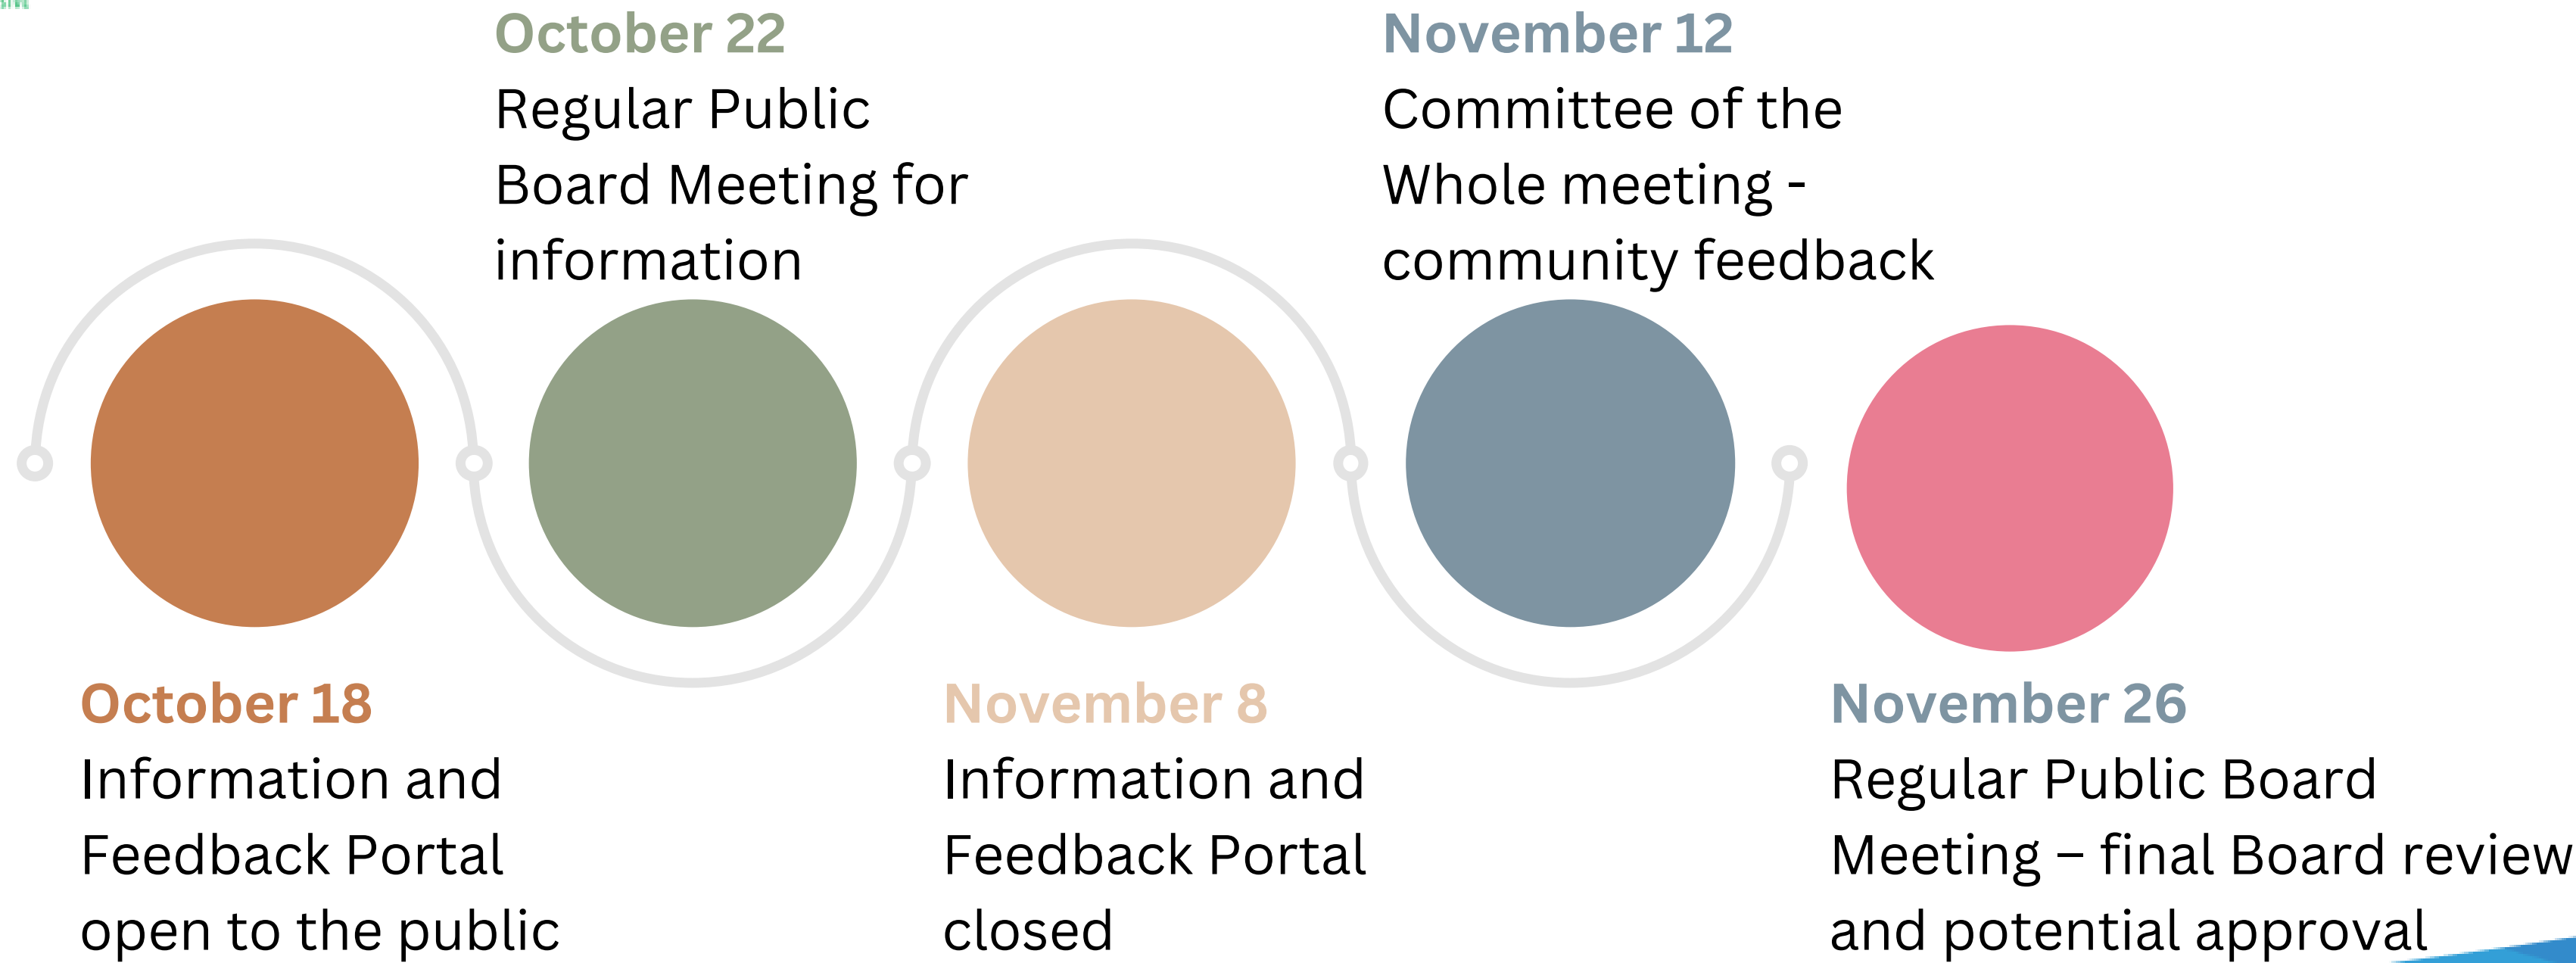 October 22
Regular Public
Board Meeting for
information
November 12
Committee of the
Whole meeting -
community feedback
October 18
Information and
Feedback Portal
open to the public
November 8
Information and
Feedback Portal
closed
November 26
Regular Public Board
Meeting – final Board review
and potential approval